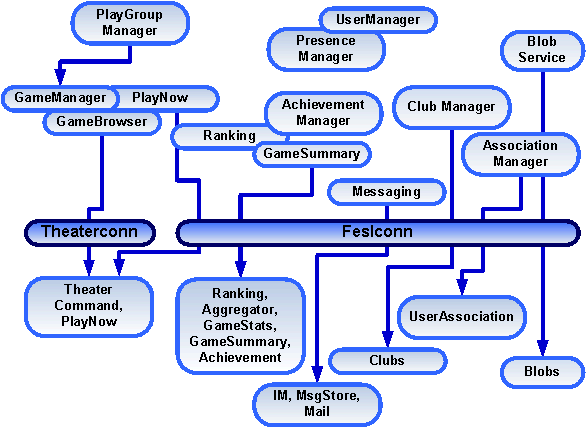 PlayGroup
Manager
UserManager
Presence
Manager
Blob
Service
GameManager
PlayNow
GameBrowser
Achievement
Manager
Club Manager
Ranking
GameSummary
Association
Manager
Messaging
Theaterconn
Feslconn
Theater
Command,
PlayNow
Ranking,
Aggregator,
GameStats,
GameSummary,
Achievement
UserAssociation
Clubs
Blobs
IM, MsgStore,
Mail